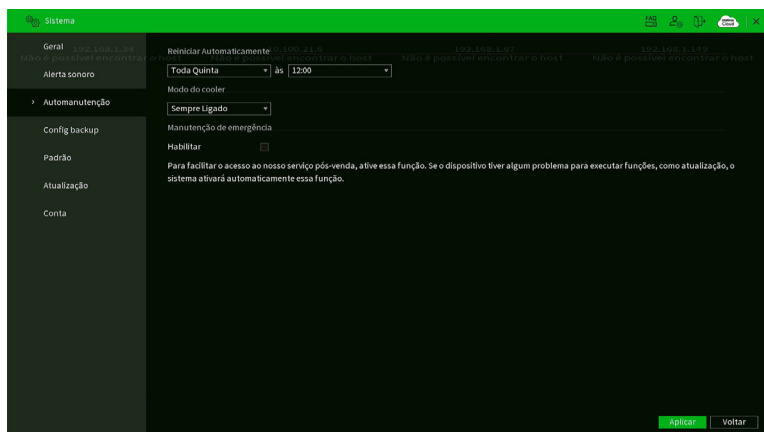 Sistema
FAQ
Cloud
Geral
192.168.1.34
Não é possível encontrar o host
Reiniciar Automaticamente
Não é possível encontrar o host
192.168.1.97
Não é possível encontrar o host
192.168.1.149
Não é possível encontrar o host
Alerta sonoro
Toda Quinta
às
12:00
Modo do cooler
Automanutenção
Sempre Ligado
Config backup
Manutenção de emergência
Habilitar
Padrão
Para facilitar o acesso ao nosso serviço pós-venda, ative essa função. Se o dispositivo tiver algum problema para executar funções, como atualização, o
sistema ativará automaticamente essa função.
Atualização
Conta
Aplicar
Voltar